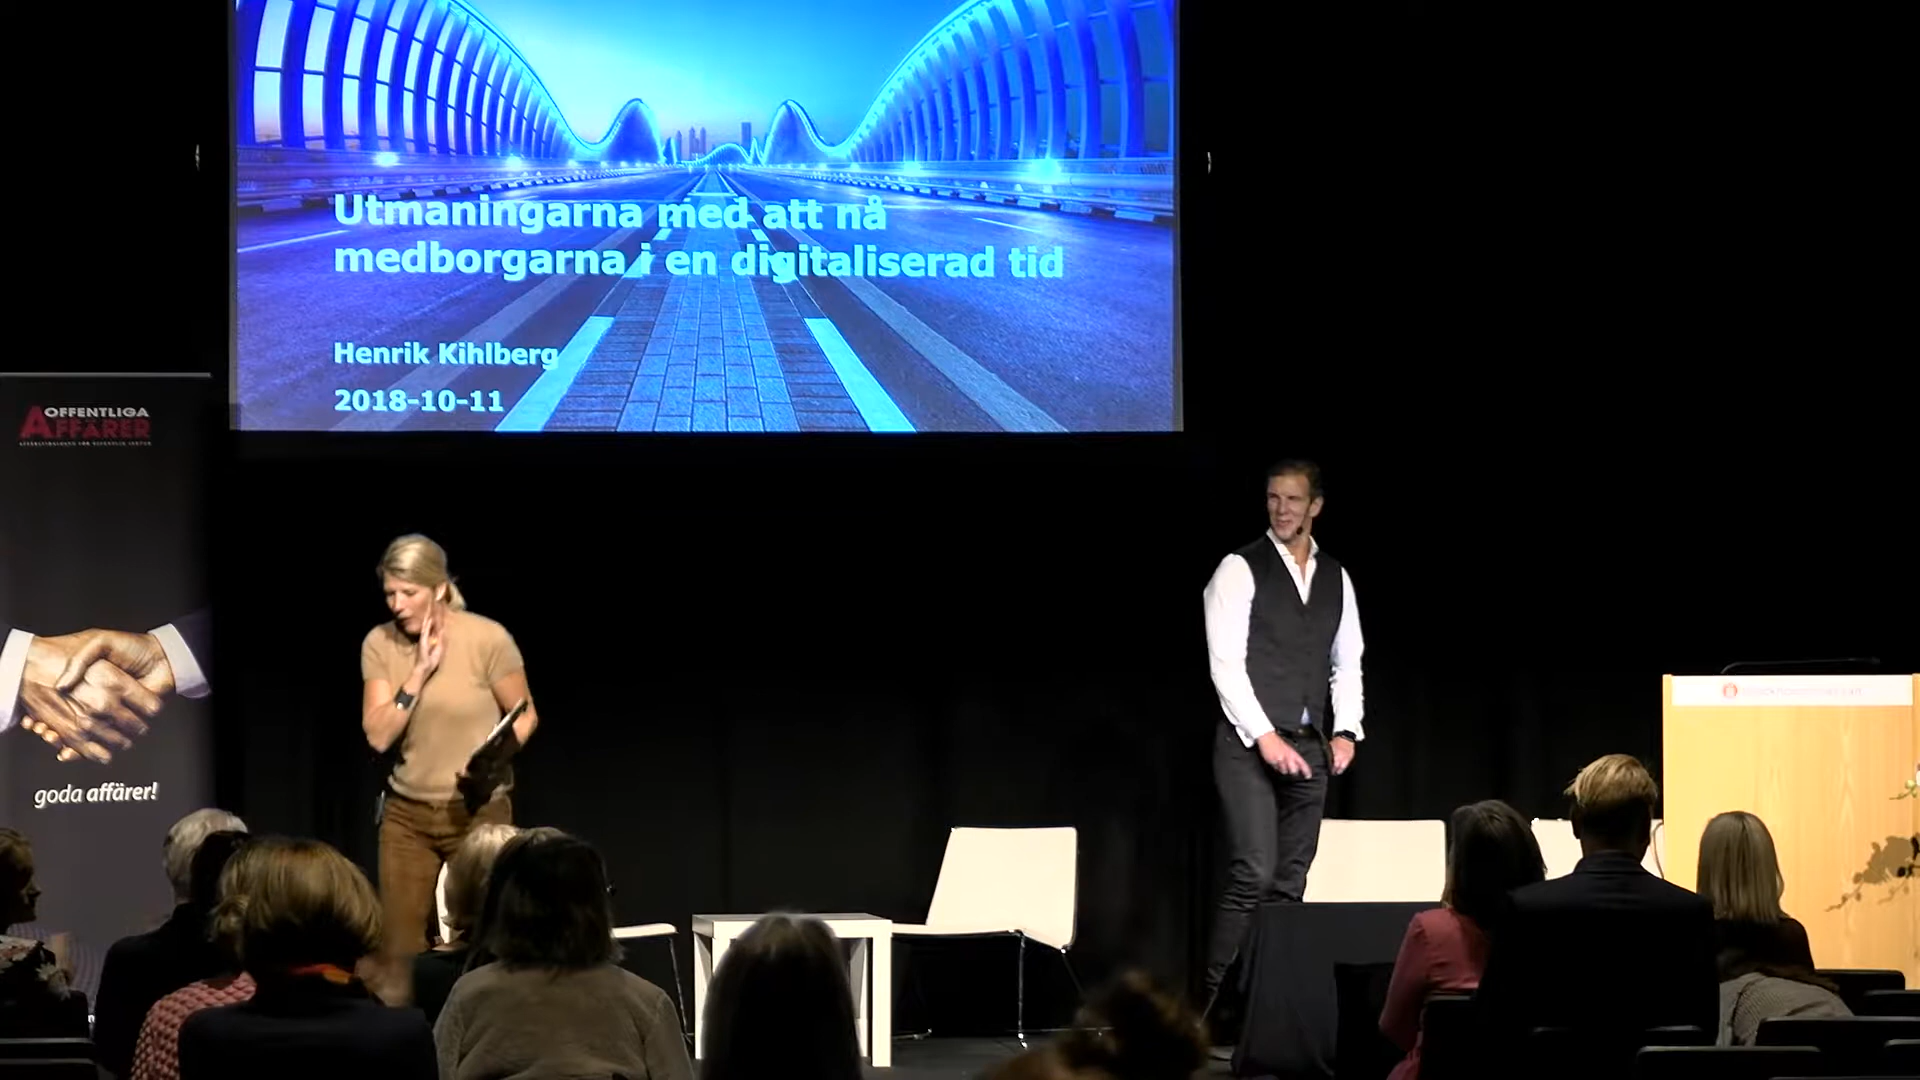 Utmaningarna med att nå
medborgarna i en digitaliserad tid
Henrik Kihlberg
2018-10-11
OFFENTLIGA
AFFÄRER
goda affärer!